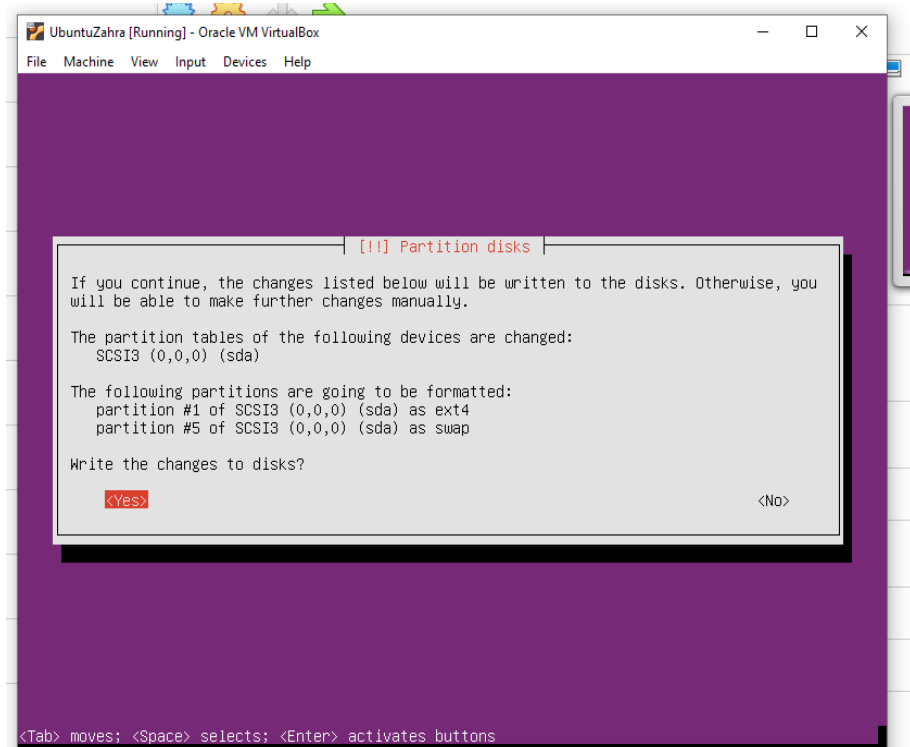 UbuntuZahra [Running] - Oracle VM VirtualBox
File Machine View Input Devices Help
[!!] Partition disks
If you continue, the changes listed below will be written to the disks. Otherwise, you
will be able to make further changes manually.
The partition tables of the following devices are changed:
SCSI3 (0,0,0) (sda)
The following partitions are going to be formatted:
partition #1 of SCSI3 (0,0,0) (sda) as ext4
partition #5 of SCSI3 (0,0,0) (sda) as swap
Write the changes to disks?
<Yes> <No>
<Tab> moves; <Space> selects; <Enter> activates buttons